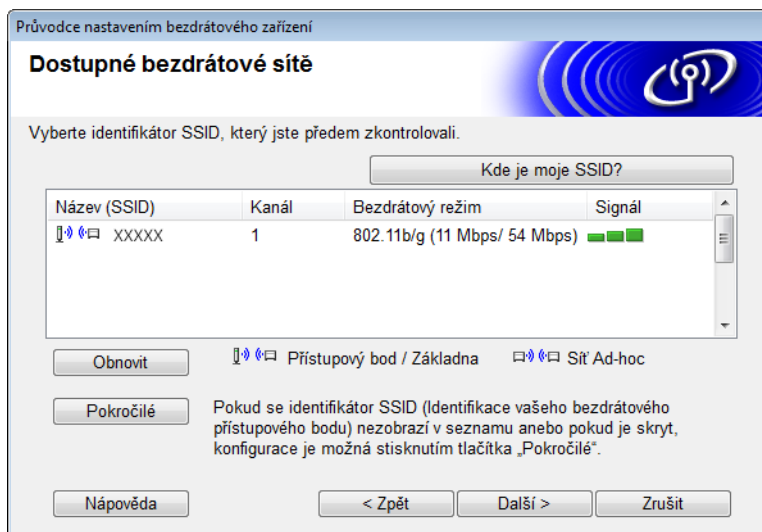 Průvodce nastavením bezdrátového zařízení
Dostupné bezdrátové sítě
Vyberte identifikátor SSID, který jste předem zkontrolovali.
Kde je moje SSID?
Název (SSID) Kanál Bezdrátový režim Signál
XXXXX 1 802.11b/g (11 Mbps/ 54 Mbps)
Obnovit Přístupový bod / Základna Síť Ad-hoc
Pokročilé Pokud se identifikátor SSID (Identifikace vašeho bezdrátového
přístupového bodu) nezobrazí v seznamu anebo pokud je skryt,
konfigurace je možná stisknutím tlačítka „Pokročilé“.
Nápověda < Zpět Další > Zrušit